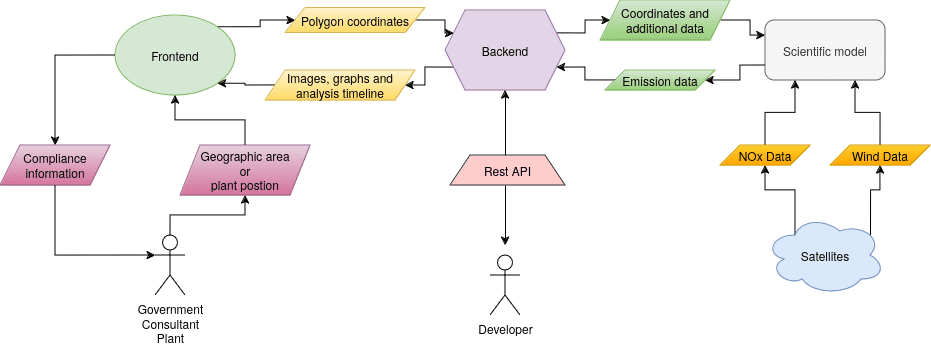 Polygon coordinates
Coordinates and
additional data
Frontend
Backend
Scientific model
Images, graphs and
analysis timeline
Emission data
Compliance
information
Geographic area
or
plant postion
Rest API
NOx Data
Wind Data
Satellites
Government
Consultant
Plant
Developer